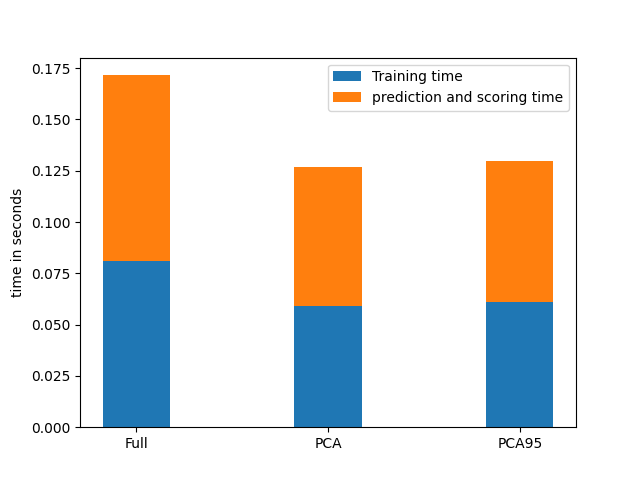 Training time
prediction and scoring time
time in seconds
0.175
0.150
0.125
0.100
0.075
0.050
0.025
0.000
Full
PCA
PCA95